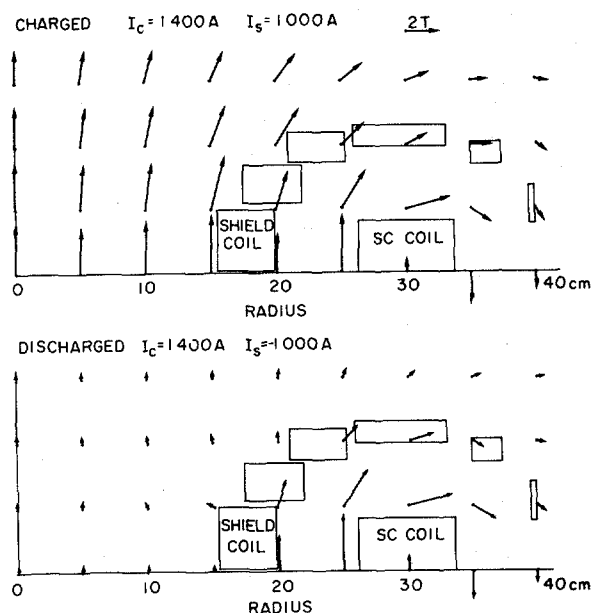 CHARGED I_C=1400A I_S=1000A 2T
SHIELD
COIL
SC COIL
0 10 20 30 40cm
RADIUS
DISCHARGED I_C=1400A I_S=-1000A
SHIELD
COIL
SC COIL
0 10 20 30 40cm
RADIUS